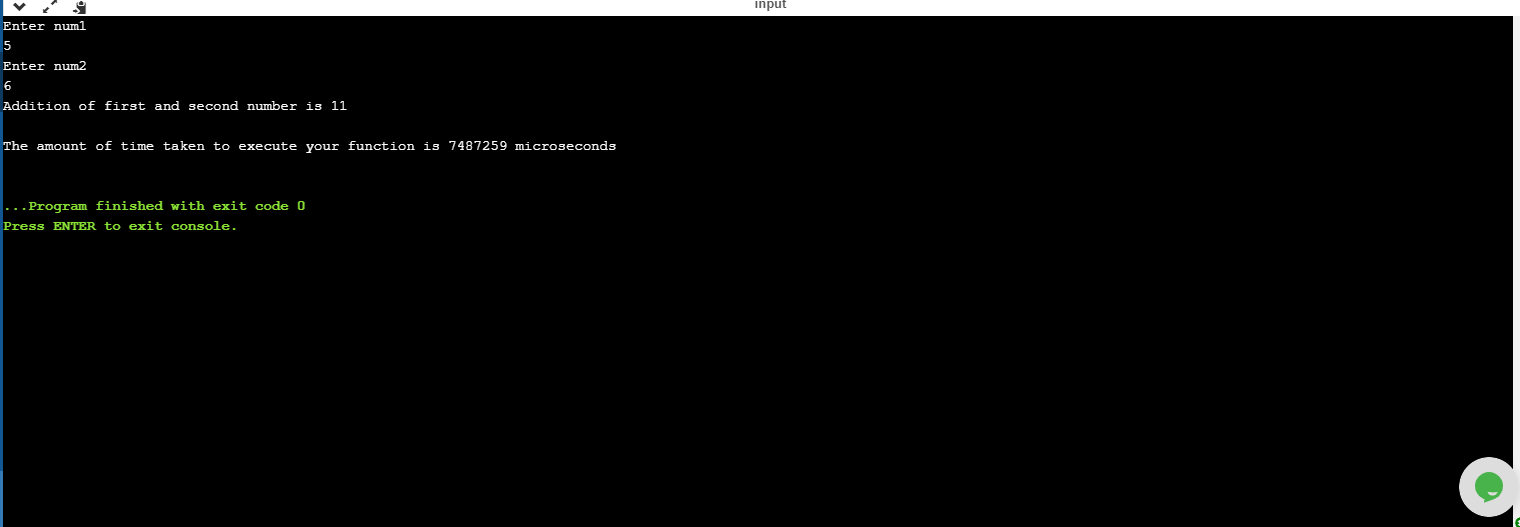 input
Enter num1
5
Enter num2
6
Addition of first and second number is 11
The amount of time taken to execute your function is 7487259 microseconds
...Program finished with exit code 0
Press ENTER to exit console.